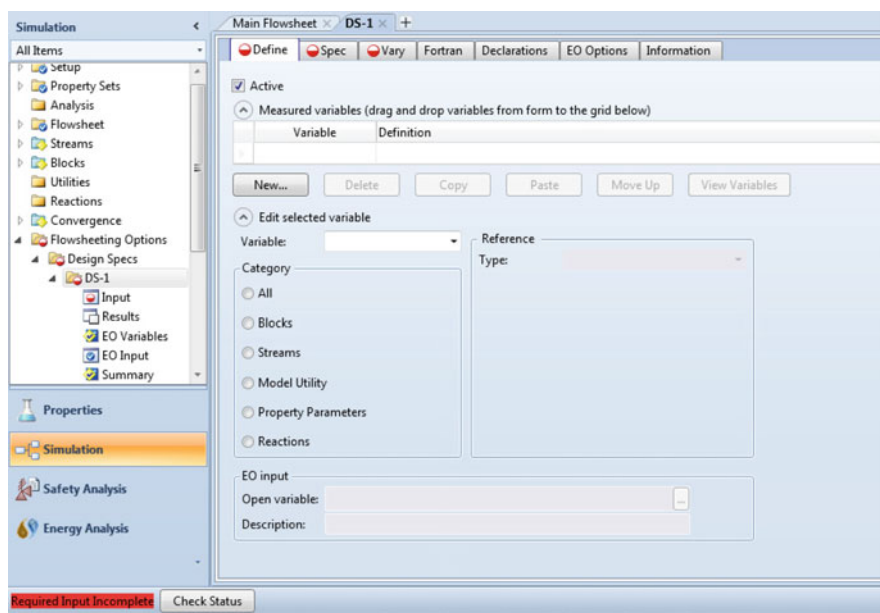 Simulation <
All Items
Setup
Property Sets
Analysis
Flowsheet
Streams
Blocks
Utilities
Reactions
Convergence
Flowsheeting Options
Design Specs
DS-1
Input
Results
EO Variables
EO Input
Summary
Properties
Simulation
Safety Analysis
Energy Analysis
Main Flowsheet × DS-1 × +
Define Spec Vary Fortran Declarations EO Options Information
Active
Measured variables (drag and drop variables from form to the grid below)
Variable Definition
New... Delete Copy Paste Move Up View Variables
Edit selected variable
Variable:
Category
All
Blocks
Streams
Model Utility
Property Parameters
Reactions
Reference
Type:
EO input
Open variable: ...
Description:
Required Input Incomplete Check Status